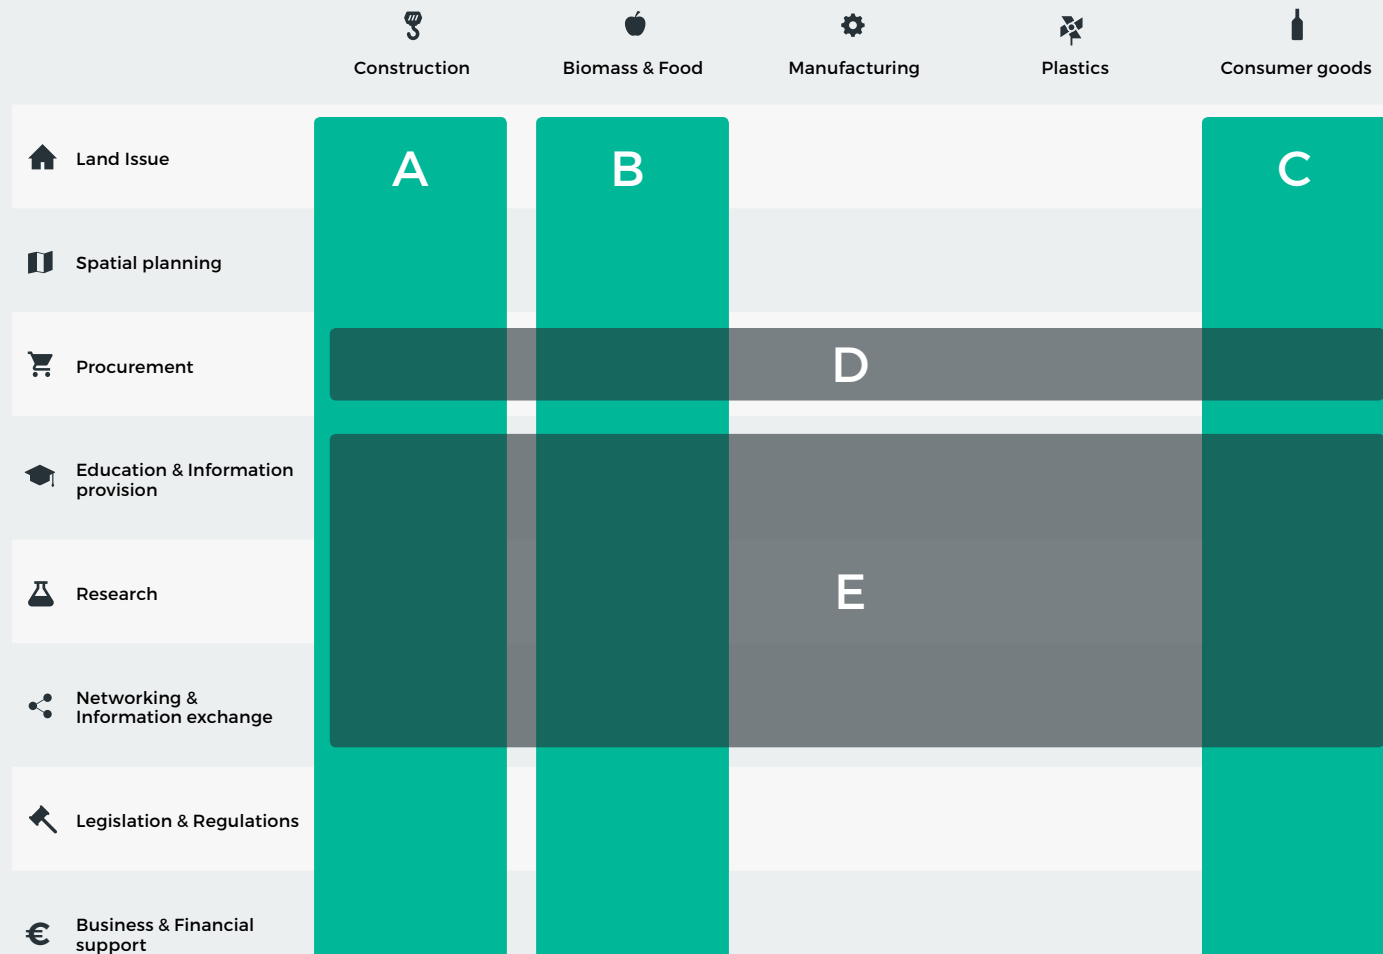 Construction
Biomass & Food
Manufacturing
Plastics
Consumer goods
Land Issue
A
B
C
Spatial planning
Procurement
D
Education & Information
provision
Research
E
Networking &
Information exchange
Legislation & Regulations
€
Business & Financial
support